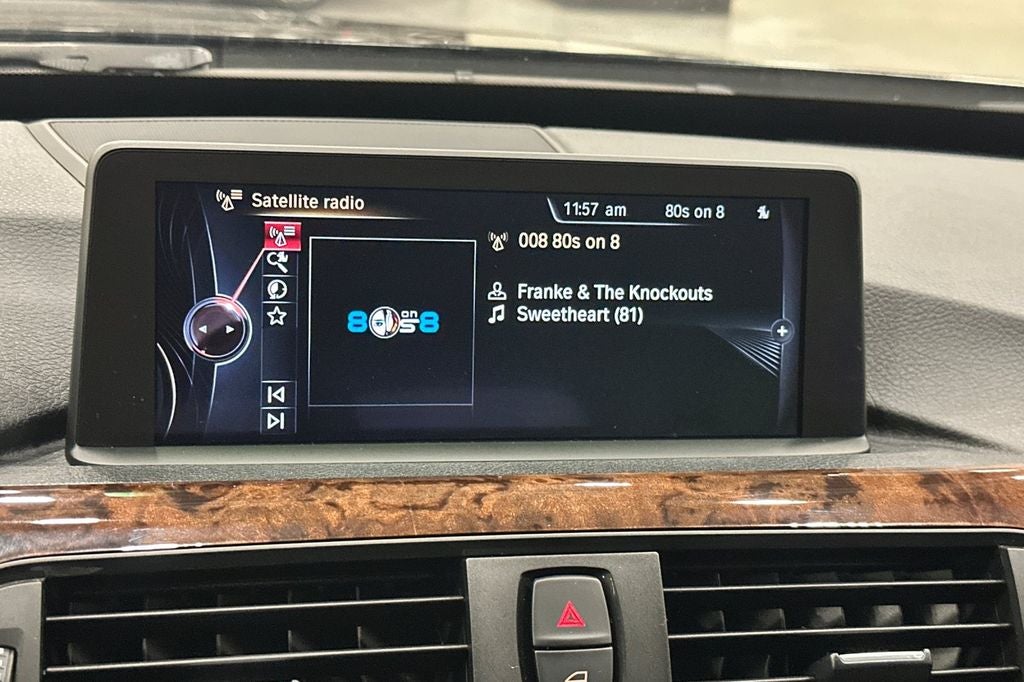 Satellite radio
11:57 am 80s on 8
008 80s on 8
Franke & The Knockouts
Sweetheart (81)
80s on 8